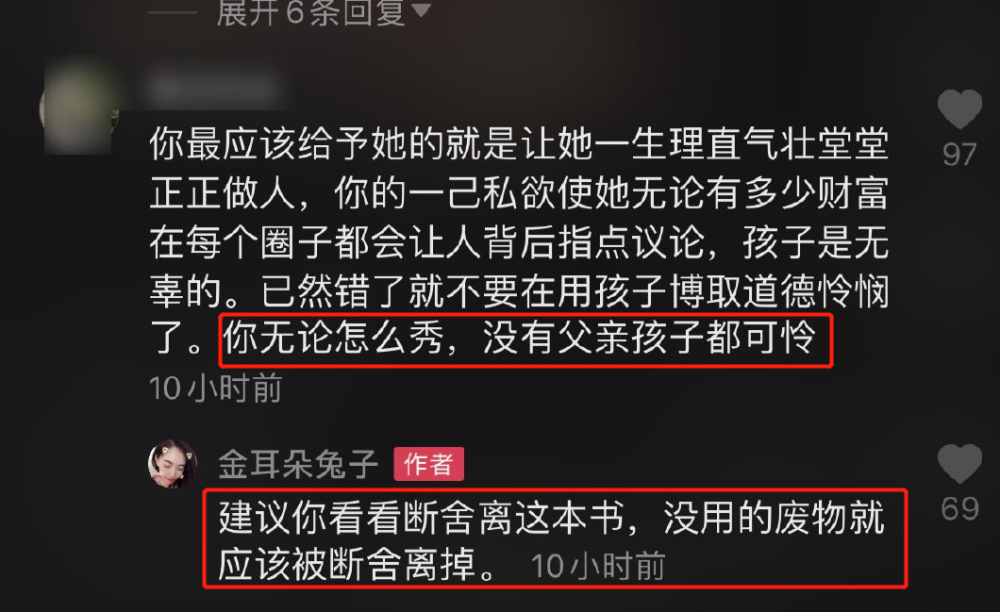 展开6条回复
你最应该给予她的就是让她一生理直气壮堂堂
正正做人，你的一己私欲使她无论有多少财富
在每个圈子都会让人背后指点议论，孩子是无
辜的。已然错了就不要在用孩子博取道德怜悯
了。你无论怎么秀，没有父亲孩子都可怜
10小时前
97
金耳朵兔子 作者
建议你看看断舍离这本书，没用的废物就
应该被断舍离掉。 10小时前
69